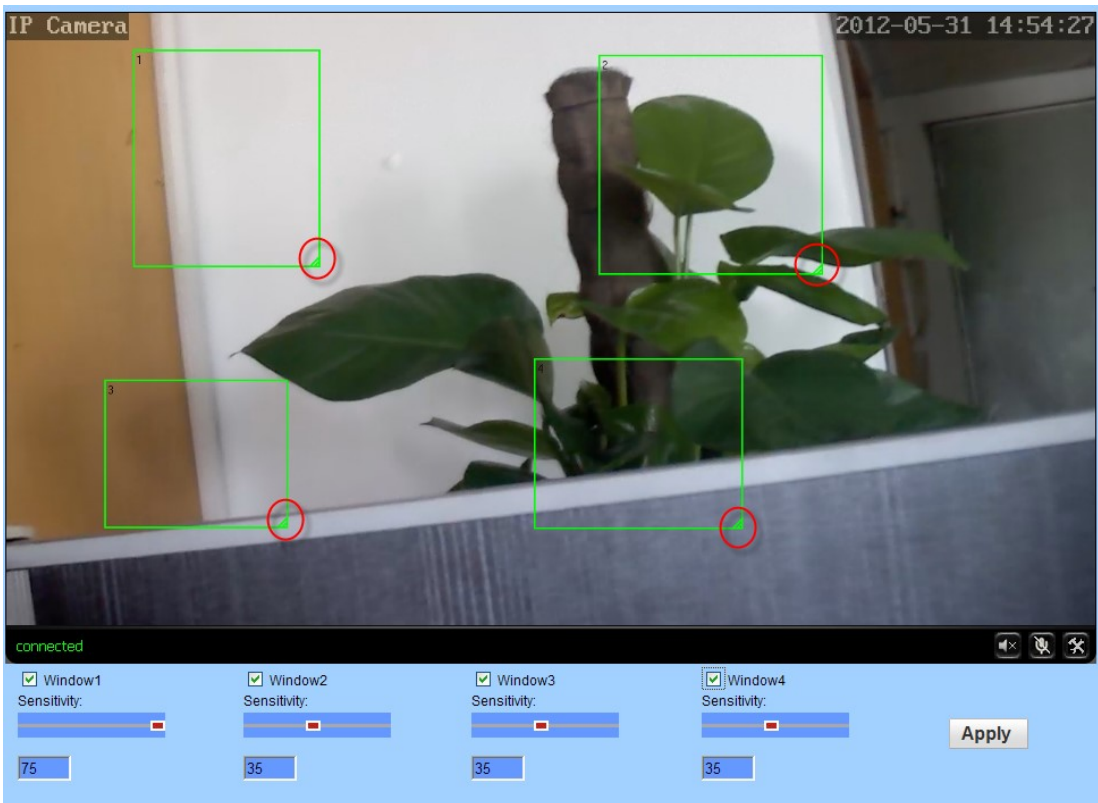 IP Camera 2012-05-31 14:54:27
1
2
3
4
connected
Window1 Window2 Window3 Window4
Sensitivity: Sensitivity: Sensitivity: Sensitivity:
Apply
75 35 35 35